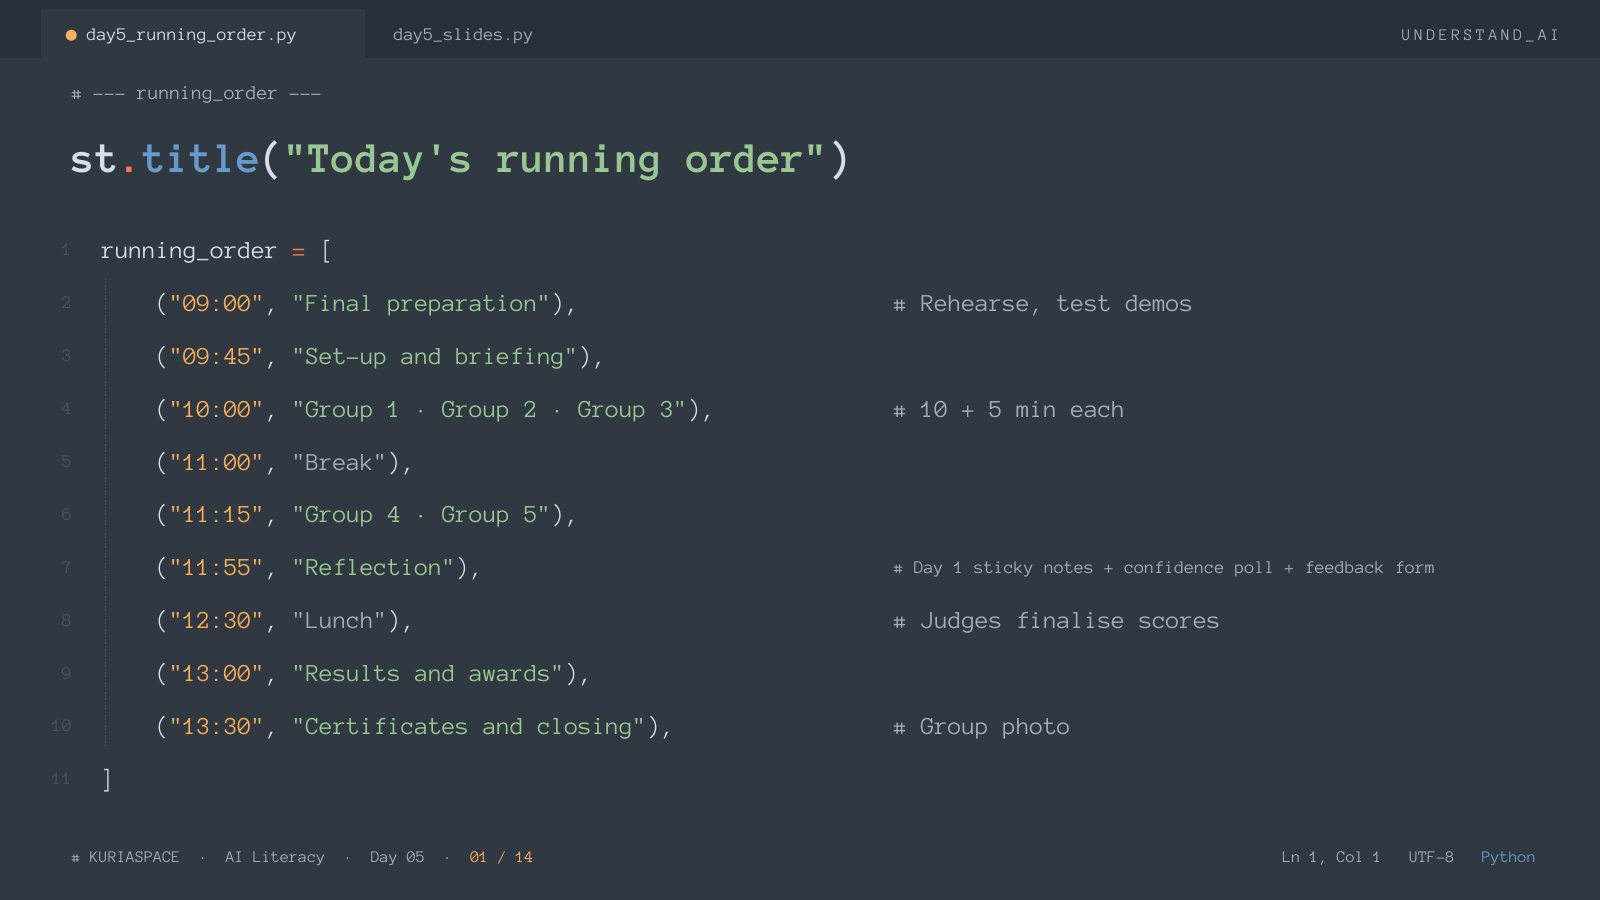 day5_running_order.py
day5_slides.py
UNDERSTAND_AI
# --- running_order ---
st.title("Today's running order")
1 running_order = [
2 ("09:00", "Final preparation"), # Rehearse, test demos
3 ("09:45", "Set-up and briefing"),
4 ("10:00", "Group 1 · Group 2 · Group 3"), # 10 + 5 min each
5 ("11:00", "Break"),
6 ("11:15", "Group 4 · Group 5"),
7 ("11:55", "Reflection"), # Day 1 sticky notes + confidence poll + feedback form
8 ("12:30", "Lunch"), # Judges finalise scores
9 ("13:00", "Results and awards"),
10 ("13:30", "Certificates and closing"), # Group photo
11 ]
# KURIASPACE · AI Literacy · Day 05 · 01 / 14
Ln 1, Col 1 UTF-8 Python